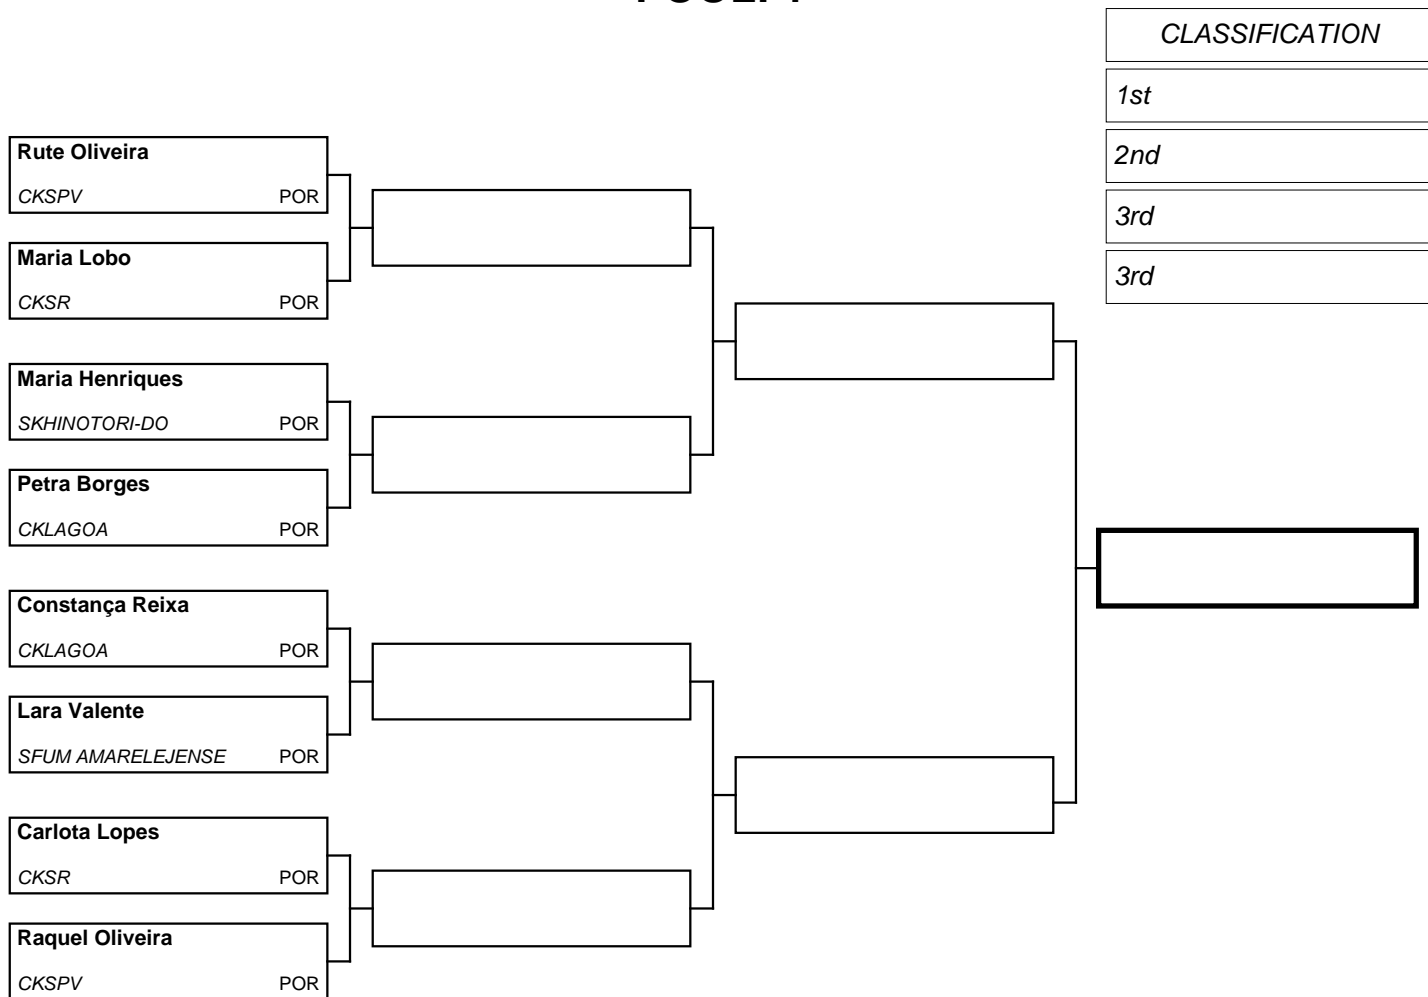 CLASSIFICATION
1st
2nd
3rd
3rd
Rute Oliveira
CKSPV POR
Maria Lobo
CKSR POR
Maria Henriques
SKHINOTORI-DO POR
Petra Borges
CKLAGOA POR
Constança Reixa
CKLAGOA POR
Lara Valente
SFUM AMARELEJENSE POR
Carlota Lopes
CKSR POR
Raquel Oliveira
CKSPV POR